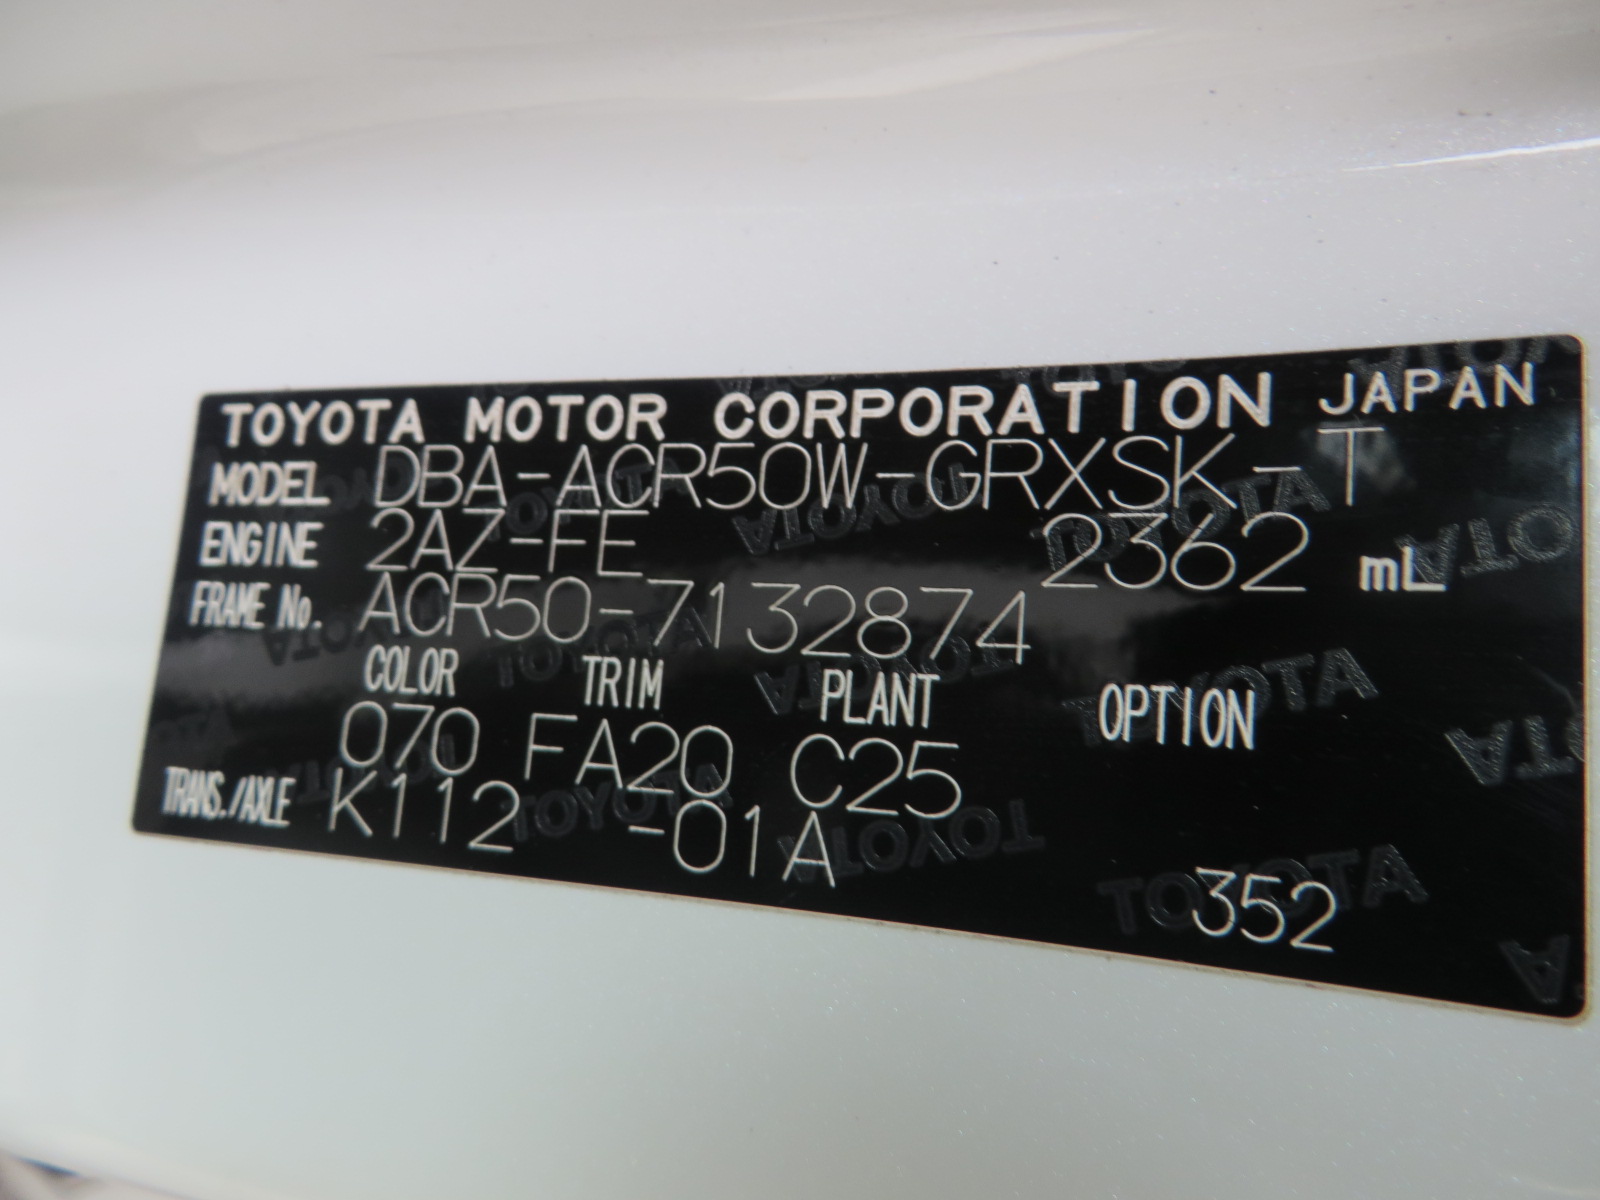 TOYOTA MOTOR CORPORATION JAPAN
MODEL DBA-ACR50W-GRXSK-T
ENGINE 2AZ-FE 2362 mL
FRAME No. ACR50-7132874
COLOR TRIM PLANT OPTION
070 FA20 C25
TRANS./AXLE K112 -01A
352